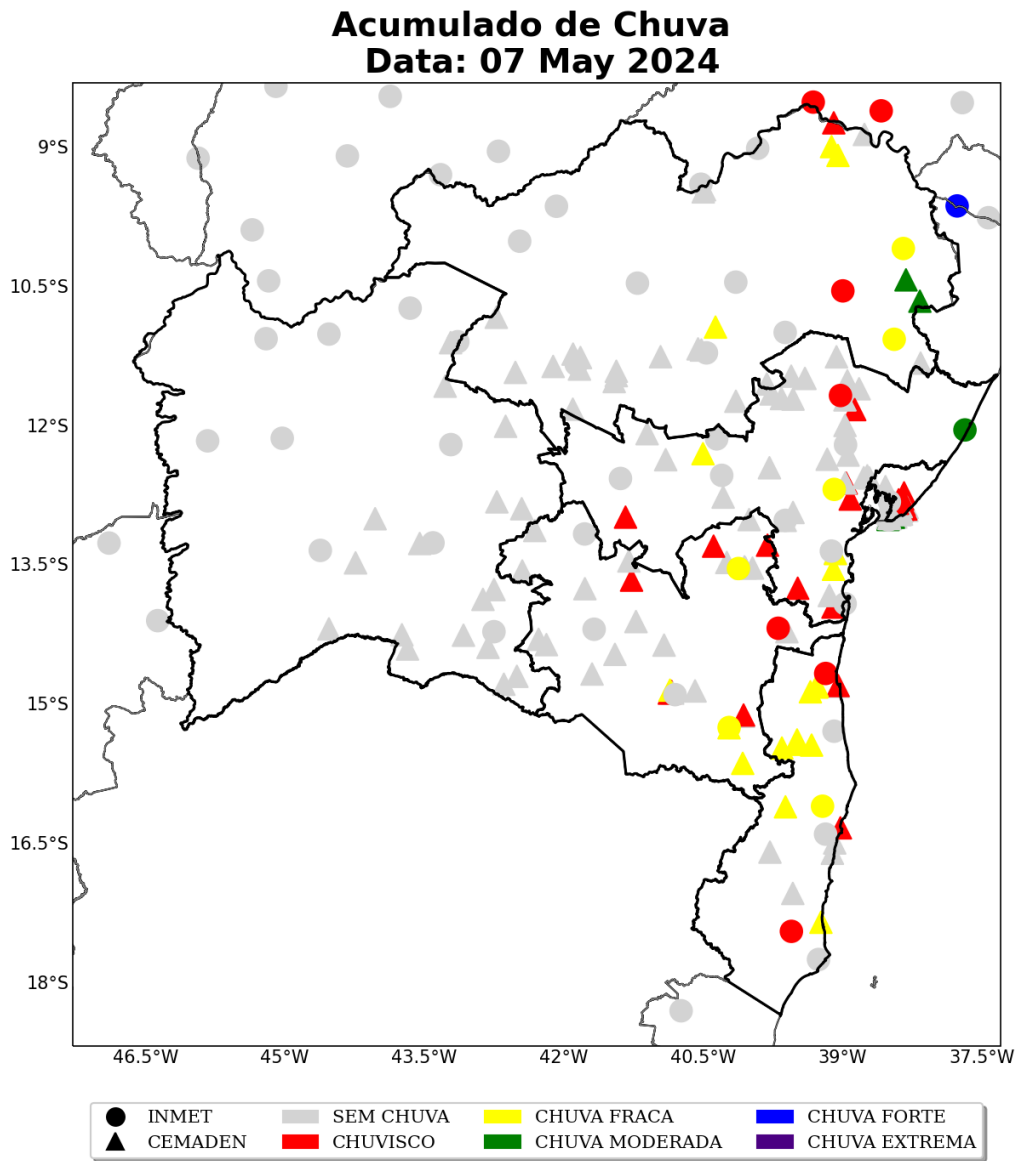 Acumulado de Chuva
Data: 07 May 2024
9°S
10.5°S
12°S
13.5°S
15°S
16.5°S
18°S
46.5°W 45°W 43.5°W 42°W 40.5°W 39°W 37.5°W
INMET SEM CHUVA CHUVA FRACA CHUVA FORTE
CEMADEN CHUVISCO CHUVA MODERADA CHUVA EXTREMA